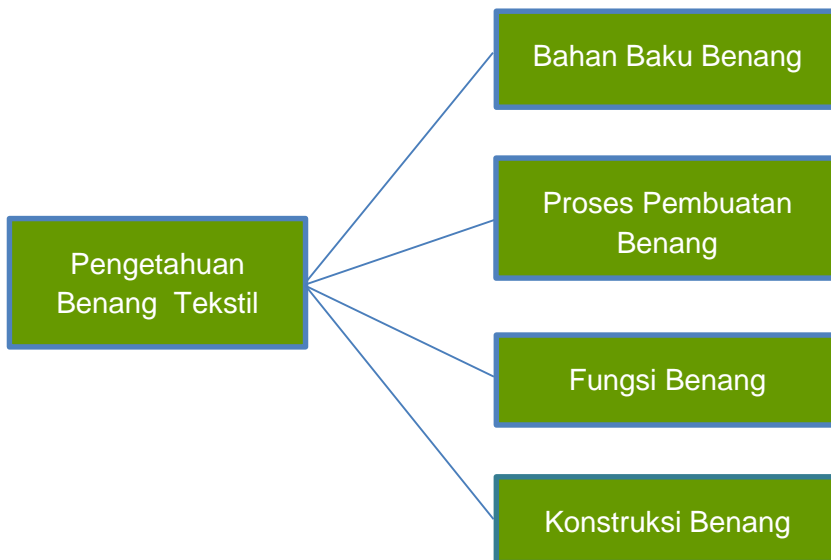 Bahan Baku Benang
Proses Pembuatan
Benang
Pengetahuan
Benang  Tekstil
Fungsi Benang
Konstruksi Benang